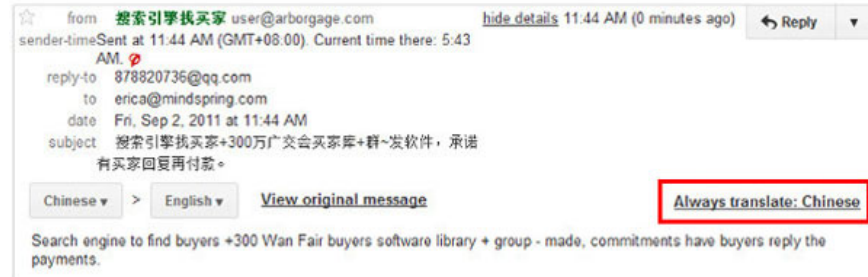 from 搜索引擎找买家 user@arborgage.com hide details 11:44 AM (0 minutes ago) Reply
sender-time Sent at 11:44 AM (GMT+08:00). Current time there: 5:43
AM.
reply-to 878820736@qq.com
to erica@mindspring.com
date Fri, Sep 2, 2011 at 11:44 AM
subject 搜索引擎找买家+300万广交会买家库+群~发软件，承诺
有买家回复再付款。
Chinese > English View original message Always translate: Chinese
Search engine to find buyers +300 Wan Fair buyers software library + group - made, commitments have buyers reply the
payments.